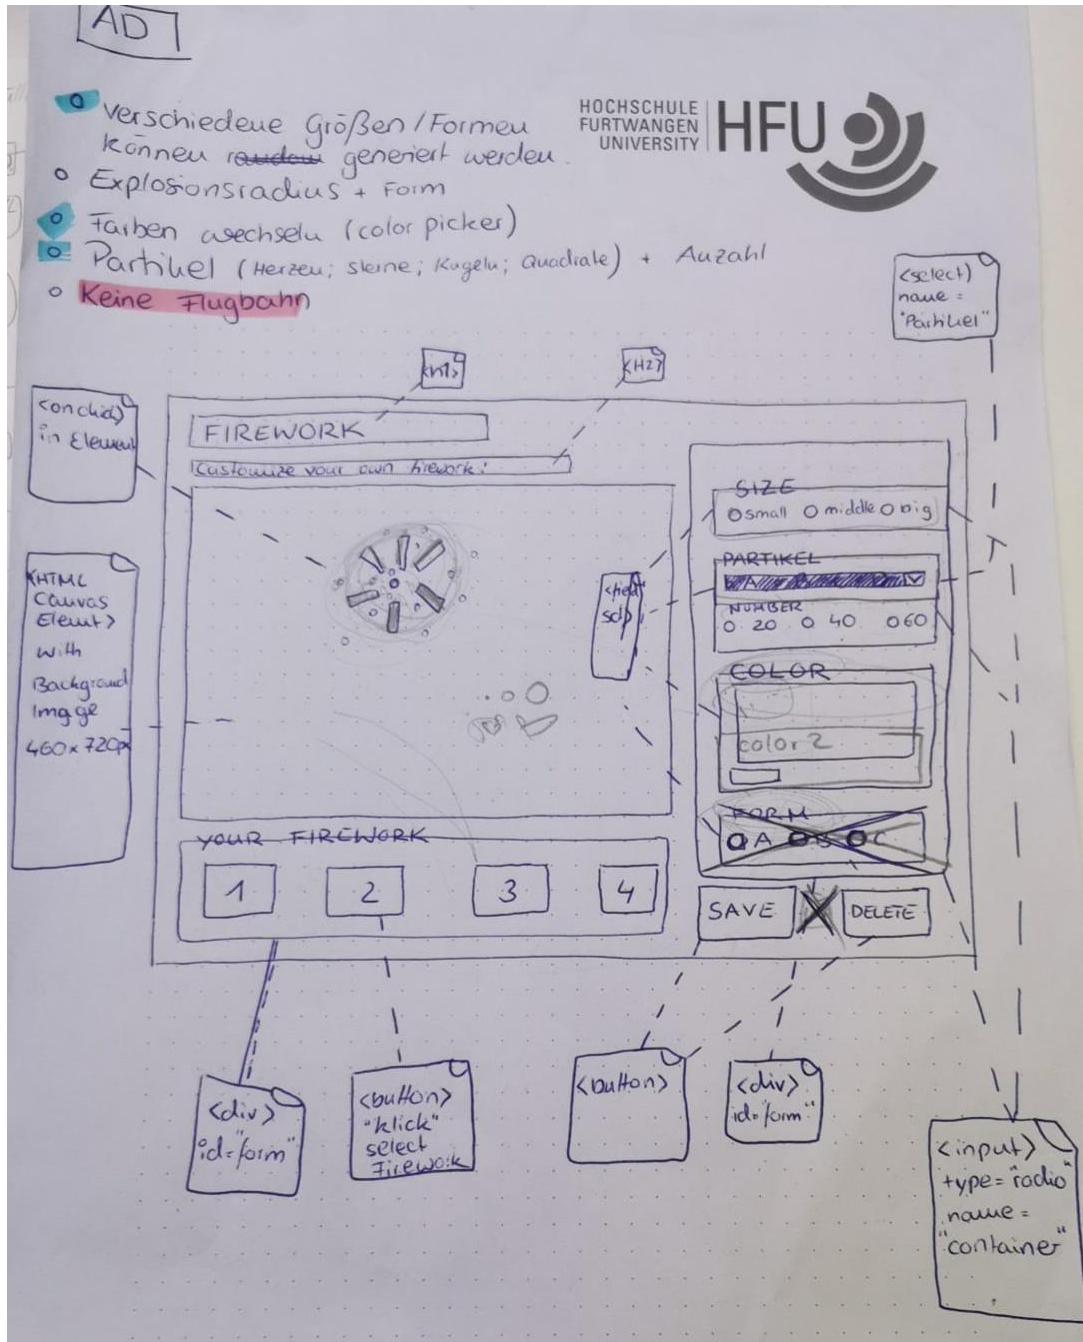 AD
Verschiedene Größen/Formen
können random generiert werden.
Explosionsradius + Form
Farben wechseln (color picker)
Partikel (Herzen; Sterne; Kugeln; Quadrate) + Anzahl
Keine Flugbahn
HOCHSCHULE
FURTWANGEN
UNIVERSITY
HFU
<select>
name =
"Partikel"
<h1>
<H2>
<onclick>
in Element
FIREWORK
Customize your own firework:
SIZE
small middle big
PARTIKEL
NUMBER
20 40 60
<field
set>
COLOR
color 2
FORM
A B C
<HTML
Canvas
Element>
with
Background
Image
460x720px
YOUR FIREWORK
1 2 3 4
SAVE X DELETE
<div>
id="form"
<button>
"klick"
select
Firework
<button>
<div>
id="form"
<input>
type="radio"
name=
"container"